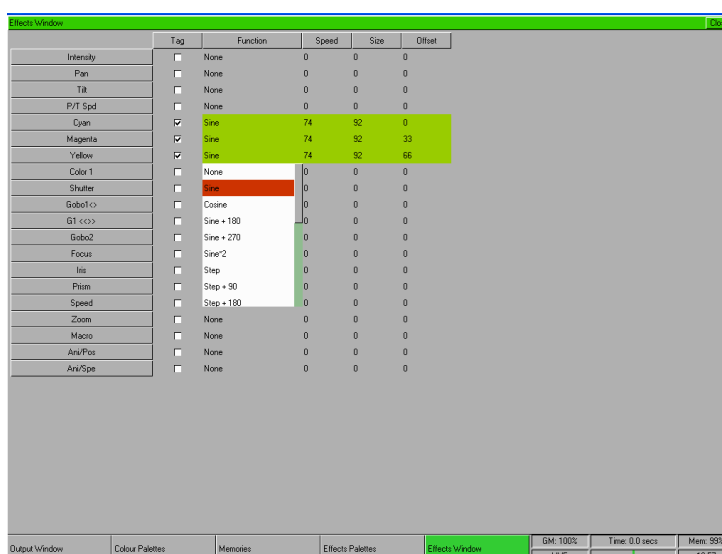 Effects Window Clo
Tag Function Speed Size Offset
Intensity None 0 0 0
Pan None 0 0 0
Tilt None 0 0 0
P/T Spd None 0 0 0
Cyan Sine 74 92 0
Magenta Sine 74 92 33
Yellow Sine 74 92 66
Color 1 None 0 0 0
Shutter Sine 0 0 0
Gobo1<> Cosine 0 0 0
G1 <<>> Sine + 180 0 0 0
Gobo2 Sine + 270 0 0 0
Focus Sine^2 0 0 0
Iris Step 0 0 0
Prism Step + 90 0 0 0
Speed Step + 180 0 0 0
Zoom None 0 0 0
Macro None 0 0 0
Ani/Pos None 0 0 0
Ani/Spe None 0 0 0
GM: 100% Time: 0.0 secs Mem: 99%
Output Window Colour Palettes Memories Effects Palettes Effects Window